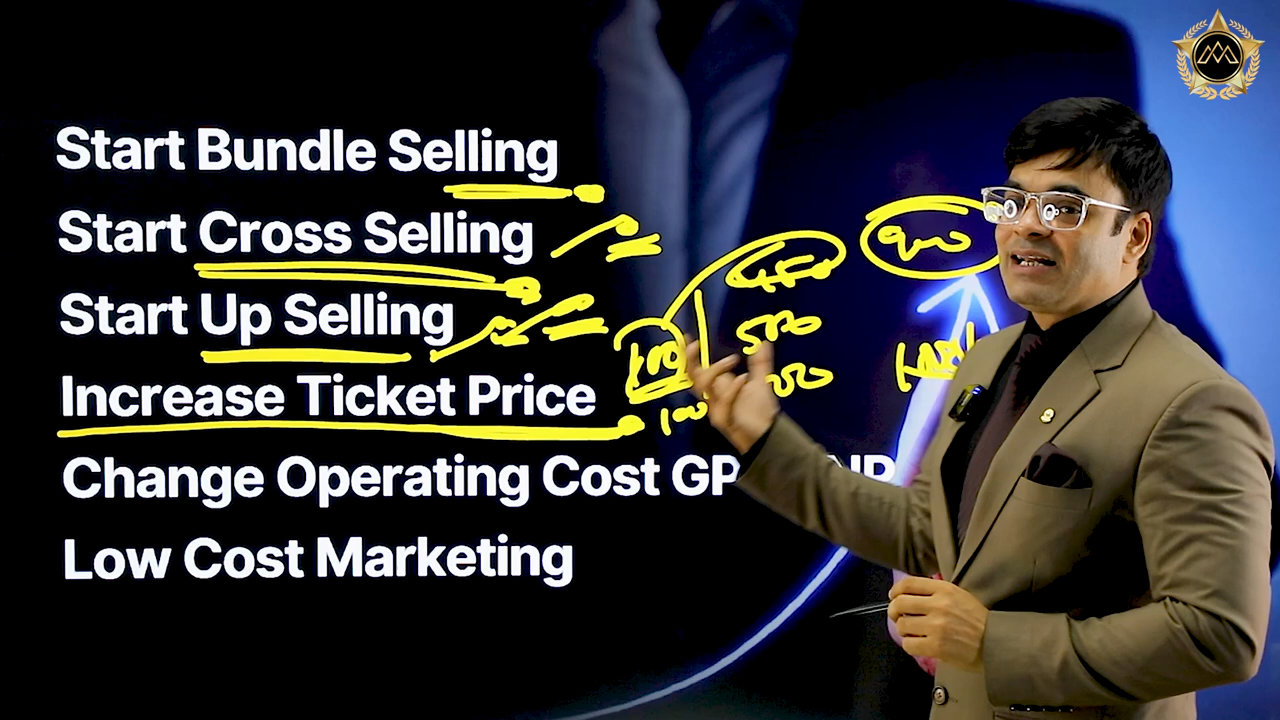 Start Bundle Selling
Start Cross Selling
Start Up Selling
Increase Ticket Price
Change Operating Cost GP
Low Cost Marketing
500